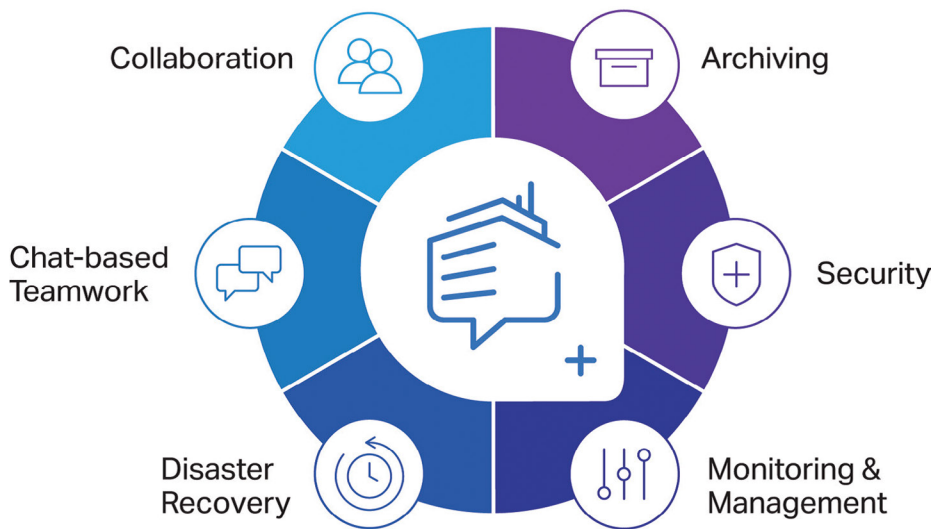 Collaboration
Archiving
Chat-based
Teamwork
Security
Disaster
Recovery
Monitoring &
Management